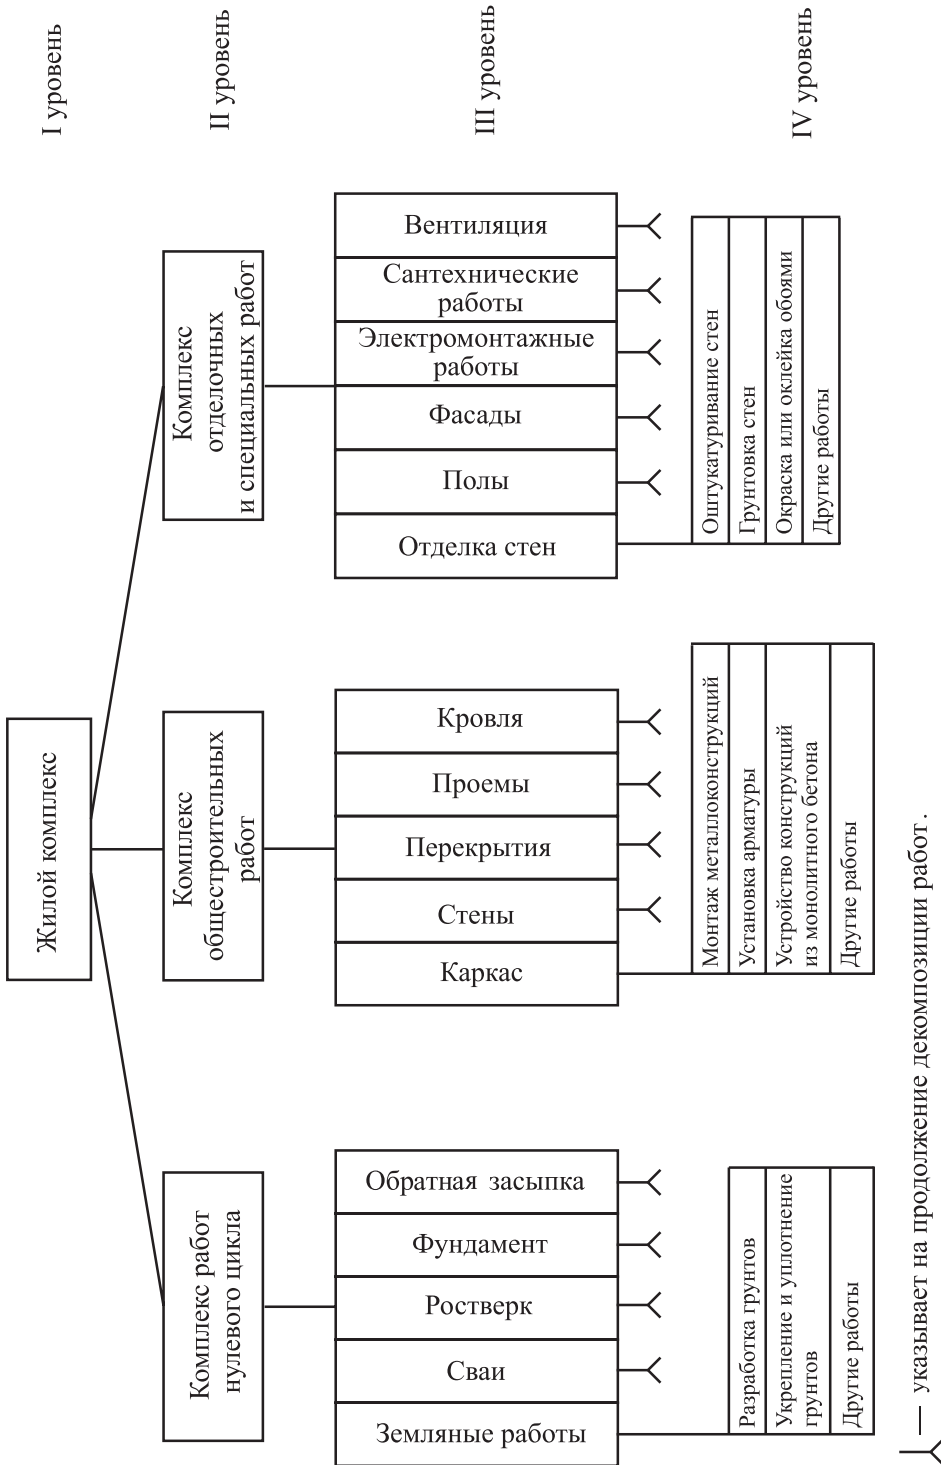 I уровень
II уровень
III уровень
IV уровень
Жилой комплекс
Комплекс работ
нулевого цикла
Комплекс
общестроительных
работ
Комплекс
отделочных
и специальных работ
Земляные работы
Сваи
Ростверк
Фундамент
Обратная засыпка
Каркас
Стены
Перекрытия
Проемы
Кровля
Отделка стен
Полы
Фасады
Электромонтажные
работы
Сантехнические
работы
Вентиляция
Разработка грунтов
Укрепление и уплотнение
грунтов
Другие работы
Монтаж металлоконструкций
Установка арматуры
Устройство конструкций
из монолитного бетона
Другие работы
Оштукатуривание стен
Грунтовка стен
Окраска или оклейка обоями
Другие работы
— указывает на продолжение декомпозиции работ.